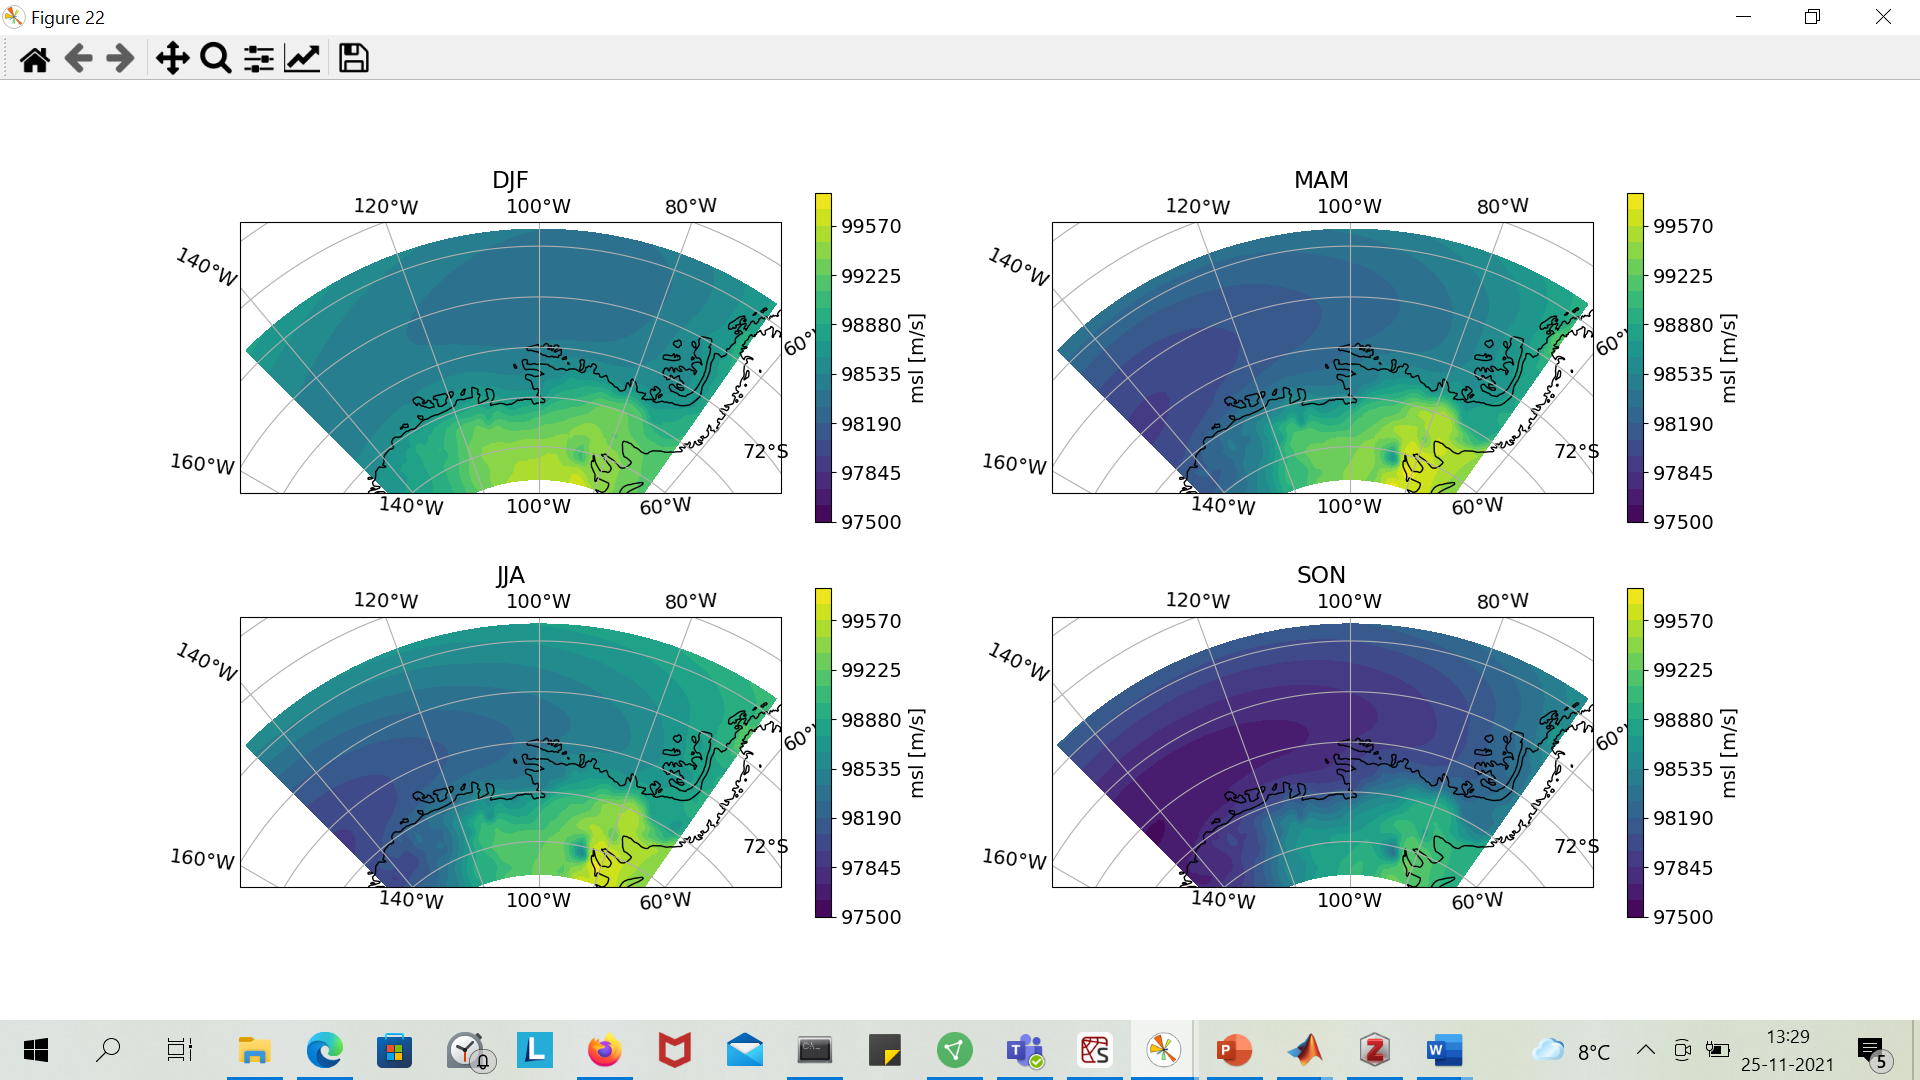 Figure 22
DJF
120°W 100°W 80°W
140°W
160°W
140°W 100°W 60°W
60°
72°S
99570
99225
98880
98535
98190
97845
97500
msl [m/s]
MAM
120°W 100°W 80°W
140°W
160°W
140°W 100°W 60°W
60°
72°S
99570
99225
98880
98535
98190
97845
97500
msl [m/s]
JJA
120°W 100°W 80°W
140°W
160°W
140°W 100°W 60°W
60°
72°S
99570
99225
98880
98535
98190
97845
97500
msl [m/s]
SON
120°W 100°W 80°W
140°W
160°W
140°W 100°W 60°W
60°
72°S
99570
99225
98880
98535
98190
97845
97500
msl [m/s]
L
C:\_
T
S
P
Z
W
8°C
13:29
25-11-2021
5